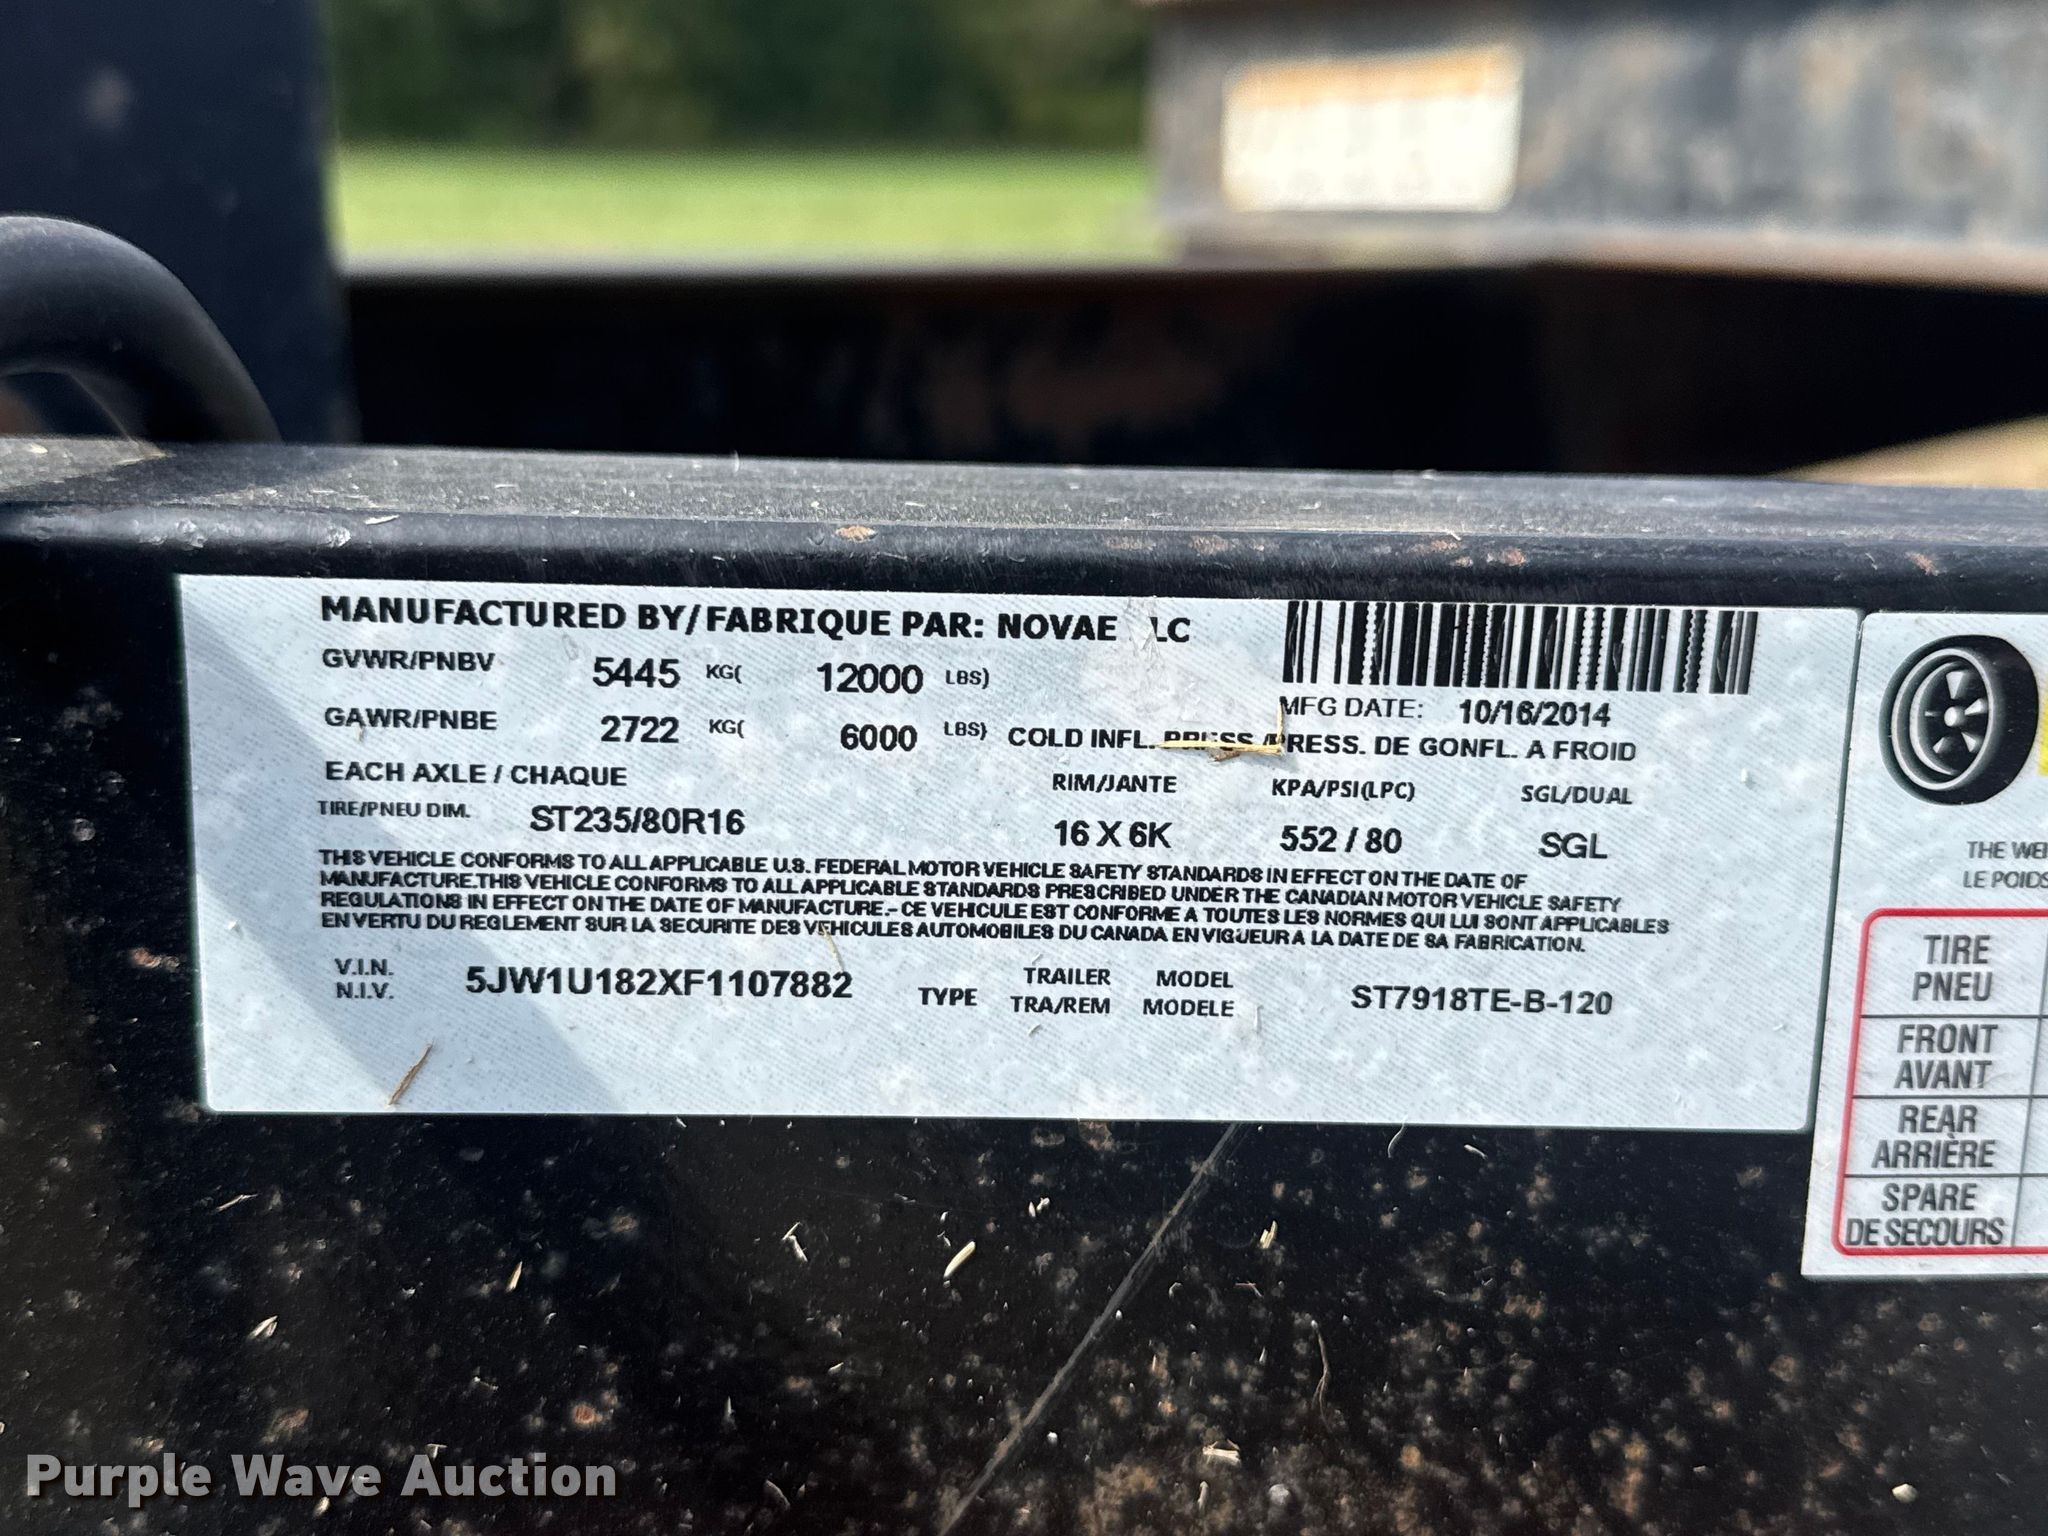 MANUFACTURED BY/FABRIQUE PAR: NOVAE LC
GVWR/PNBV 5445 KG( 12000 LBS)
MFG DATE: 10/16/2014
GAWR/PNBE 2722 KG( 6000 LBS) COLD INFL. PRESS./PRESS. DE GONFL. A FROID
EACH AXLE / CHAQUE RIM/JANTE KPA/PSI(LPC) SGL/DUAL
TIRE/PNEU DIM. ST235/80R16 16 X 6K 552 / 80 SGL
THIS VEHICLE CONFORMS TO ALL APPLICABLE U.S. FEDERAL MOTOR VEHICLE SAFETY STANDARDS IN EFFECT ON THE DATE OF
MANUFACTURE.THIS VEHICLE CONFORMS TO ALL APPLICABLE STANDARDS PRESCRIBED UNDER THE CANADIAN MOTOR VEHICLE SAFETY
REGULATIONS IN EFFECT ON THE DATE OF MANUFACTURE.- CE VEHICULE EST CONFORME A TOUTES LES NORMES QUI LUI SONT APPLICABLES
EN VERTU DU REGLEMENT SUR LA SECURITE DES VEHICULES AUTOMOBILES DU CANADA EN VIGUEUR A LA DATE DE SA FABRICATION.
V.I.N. 5JW1U182XF1107882 TYPE TRAILER MODEL ST7918TE-B-120
N.I.V. TRA/REM MODELE
THE WEI
LE POIDS
TIRE
PNEU
FRONT
AVANT
REAR
ARRIÈRE
SPARE
DE SECOURS
Purple Wave Auction